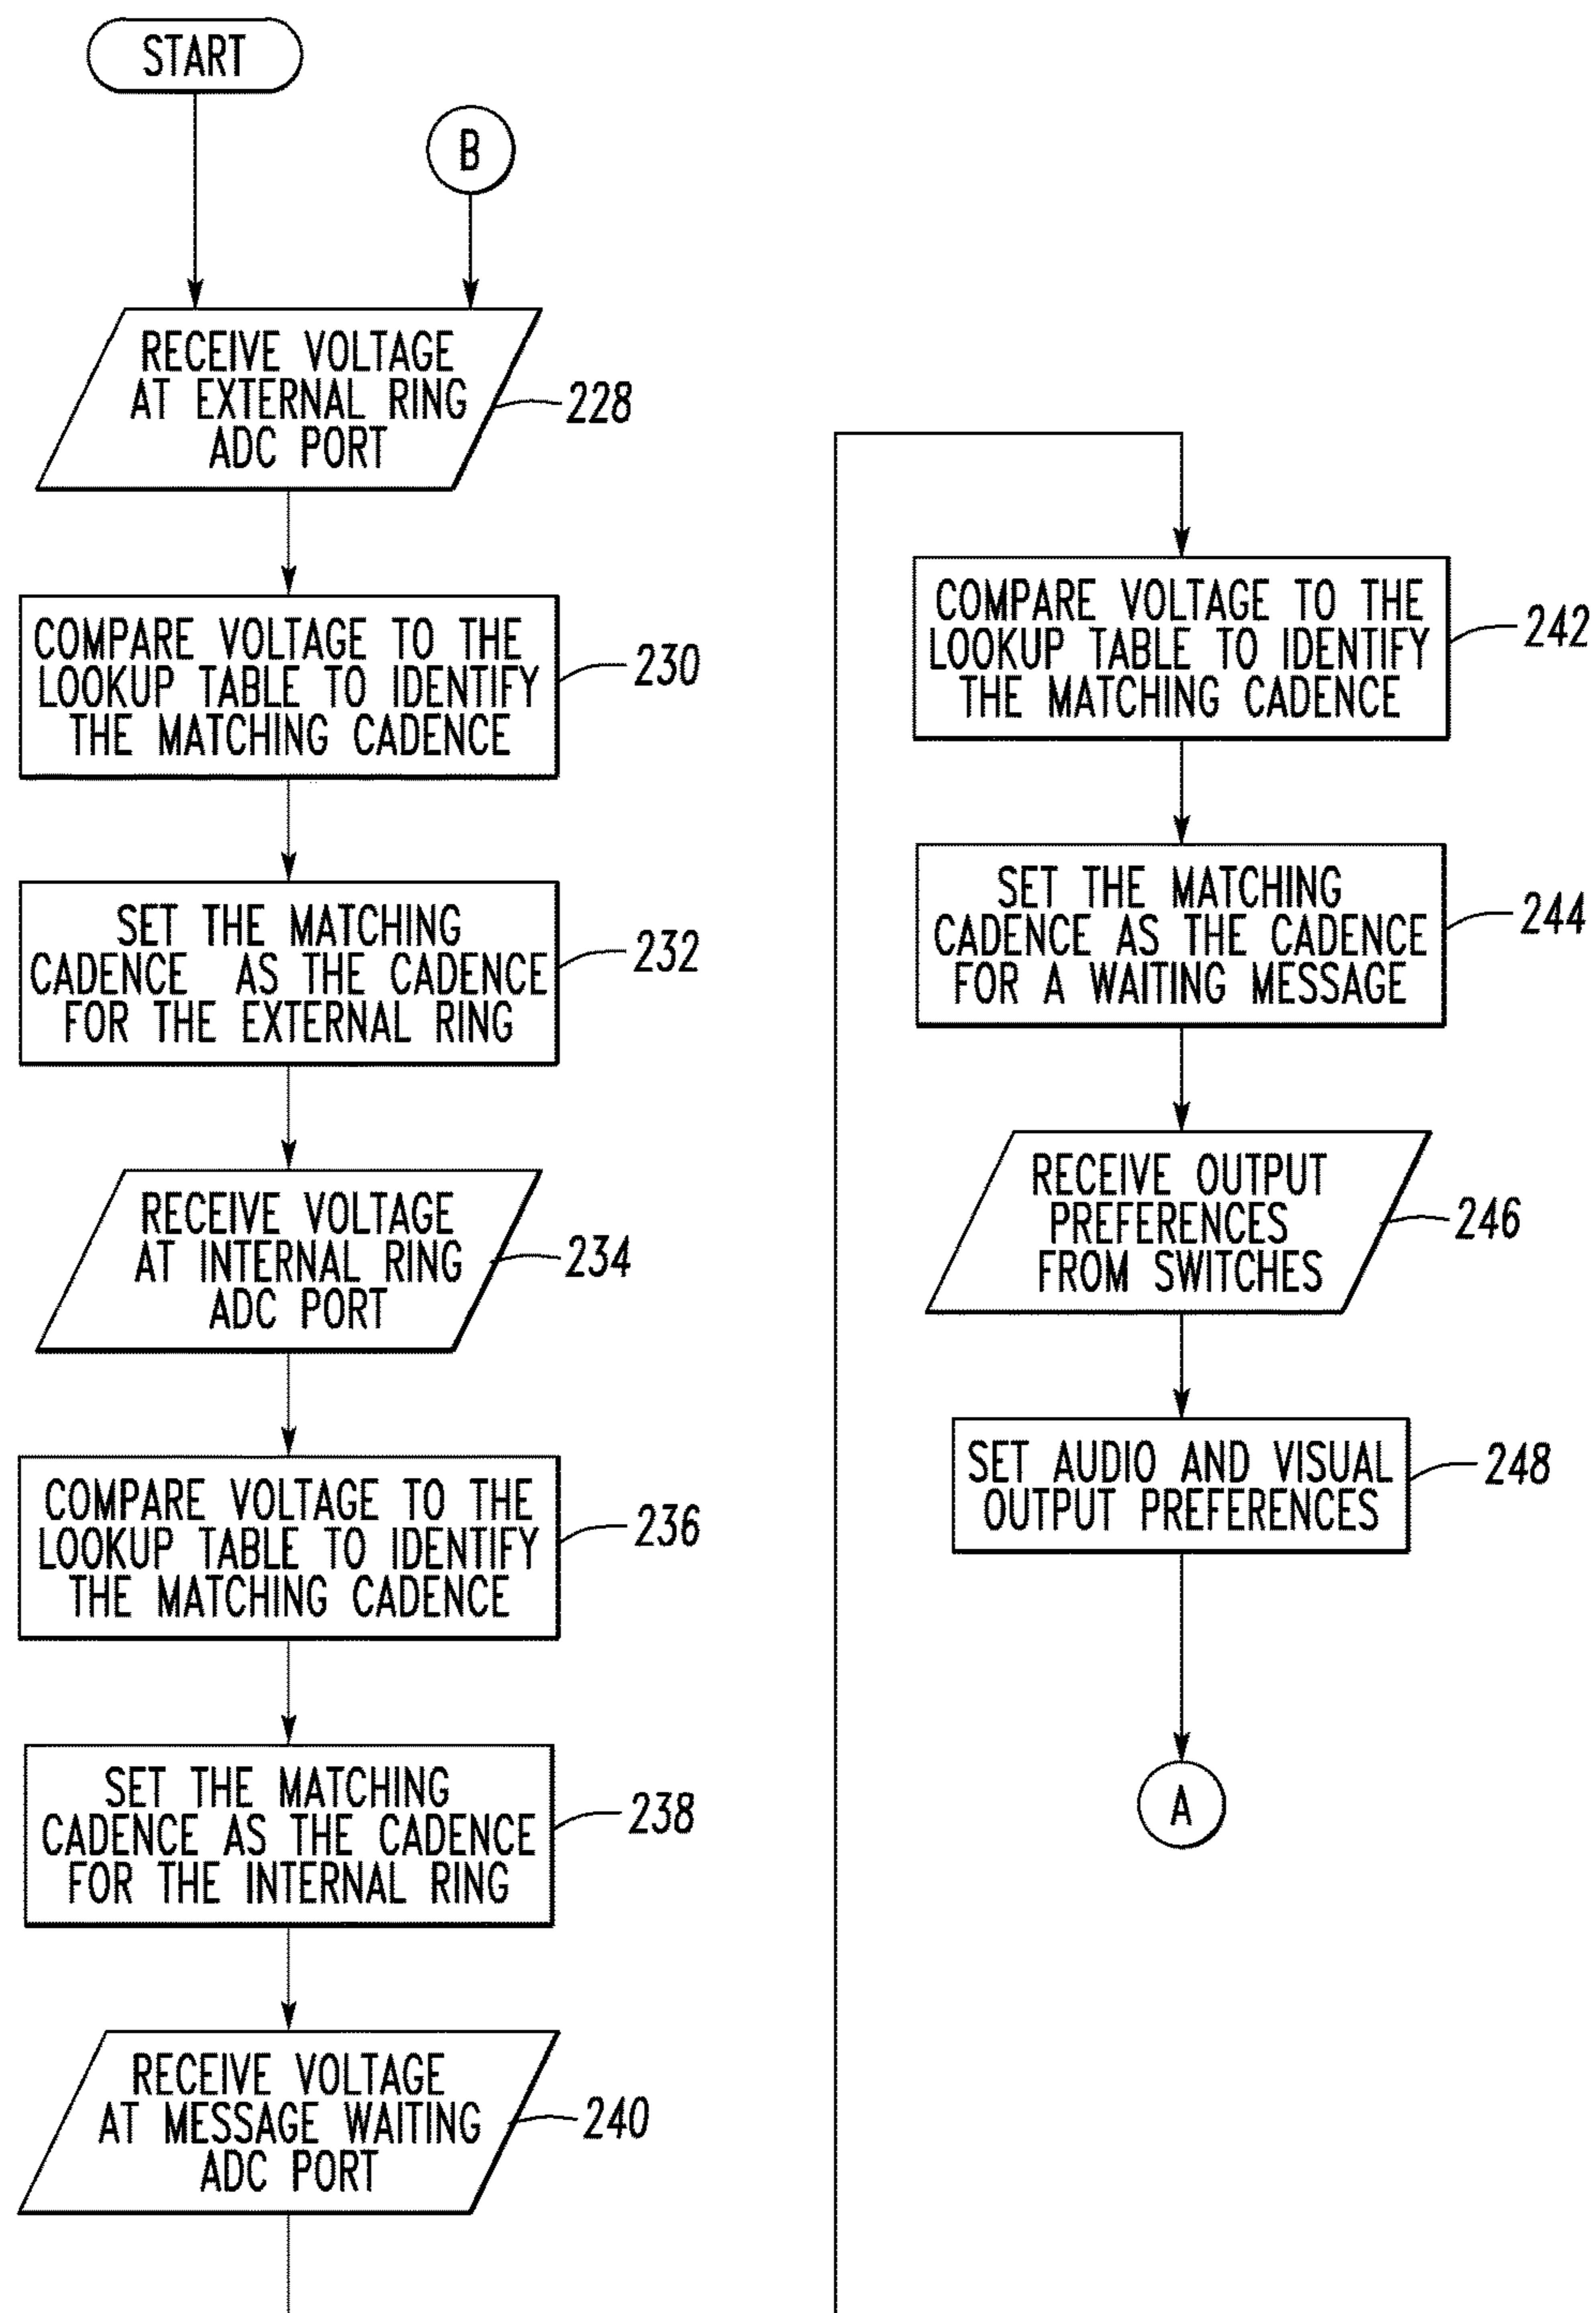 START
B
RECEIVE VOLTAGE
AT EXTERNAL RING
ADC PORT
228
COMPARE VOLTAGE TO THE
LOOKUP TABLE TO IDENTIFY
THE MATCHING CADENCE
230
SET THE MATCHING
CADENCE AS THE CADENCE
FOR THE EXTERNAL RING
232
RECEIVE VOLTAGE
AT INTERNAL RING
ADC PORT
234
COMPARE VOLTAGE TO THE
LOOKUP TABLE TO IDENTIFY
THE MATCHING CADENCE
236
SET THE MATCHING
CADENCE AS THE CADENCE
FOR THE INTERNAL RING
238
RECEIVE VOLTAGE
AT MESSAGE WAITING
ADC PORT
240
COMPARE VOLTAGE TO THE
LOOKUP TABLE TO IDENTIFY
THE MATCHING CADENCE
242
SET THE MATCHING
CADENCE AS THE CADENCE
FOR A WAITING MESSAGE
244
RECEIVE OUTPUT
PREFERENCES
FROM SWITCHES
246
SET AUDIO AND VISUAL
OUTPUT PREFERENCES
248
A